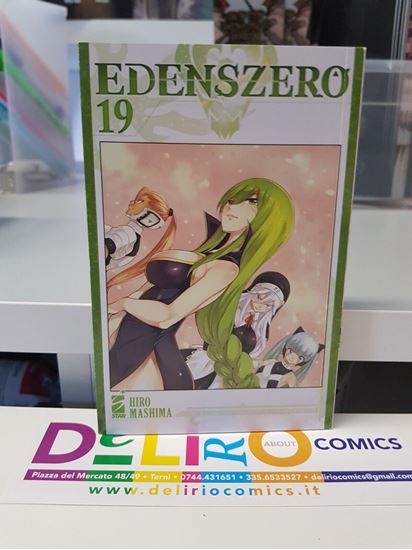 EDENSZERO
19
STAR
HIRO
MASHIMA
DELIRIO ABOUT COMICS
Piazza del Mercato 48/49 • Terni • 0744.431651 • 335.6533527 • deliriocomics@gmail.com
www.deliriocomics.it